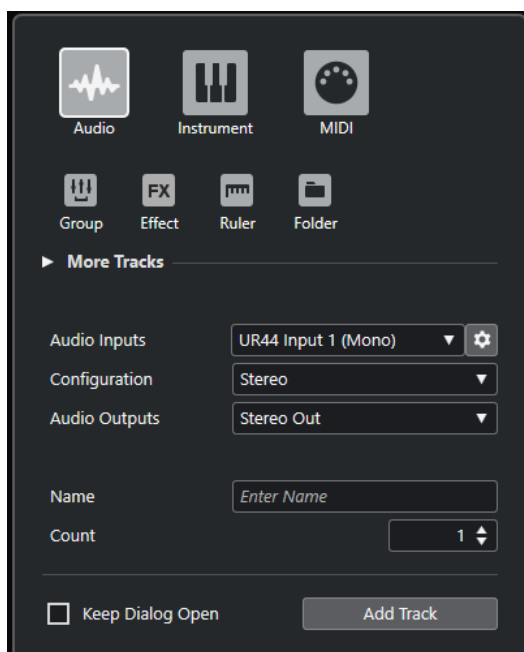 Audio Instrument MIDI
FX
Group Effect Ruler Folder
More Tracks
Audio Inputs UR44 Input 1 (Mono)
Configuration Stereo
Audio Outputs Stereo Out
Name Enter Name
Count 1
Keep Dialog Open Add Track